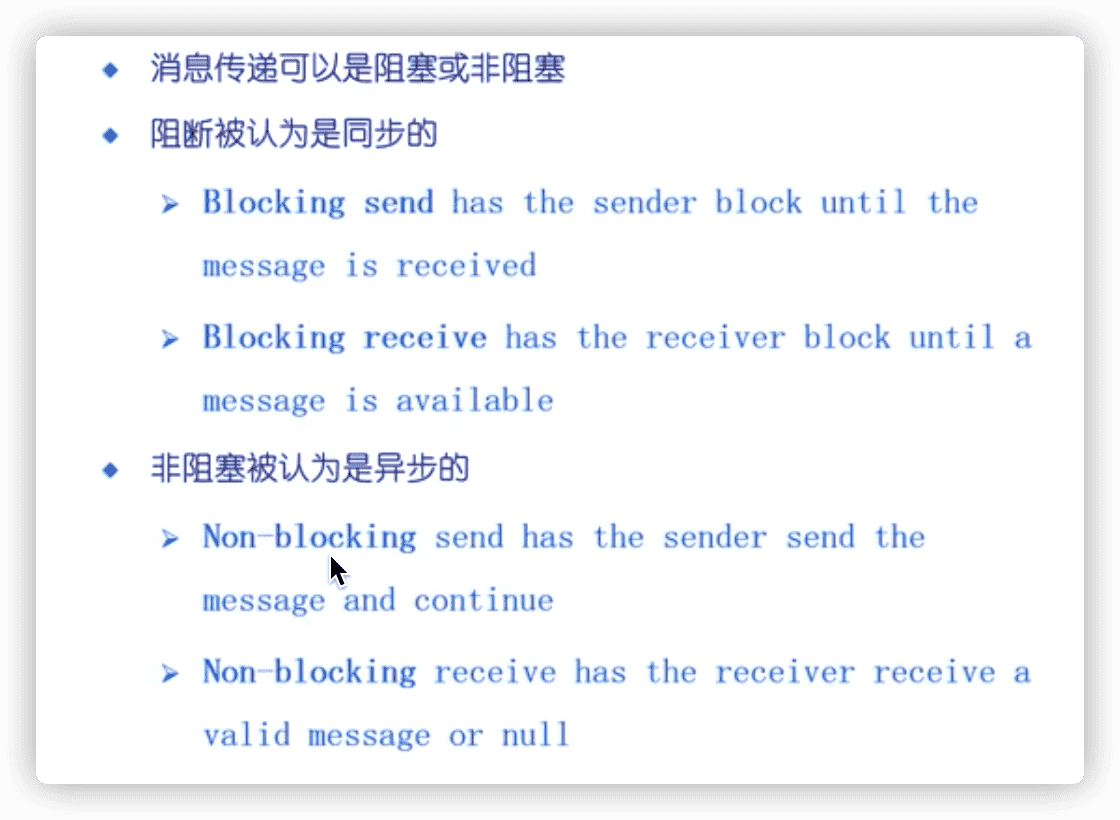 消息传递可以是阻塞或非阻塞
阻断被认为是同步的
Blocking send has the sender block until the
message is received
Blocking receive has the receiver block until a
message is available
非阻塞被认为是异步的
Non-blocking send has the sender send the
message and continue
Non-blocking receive has the receiver receive a
valid message or null